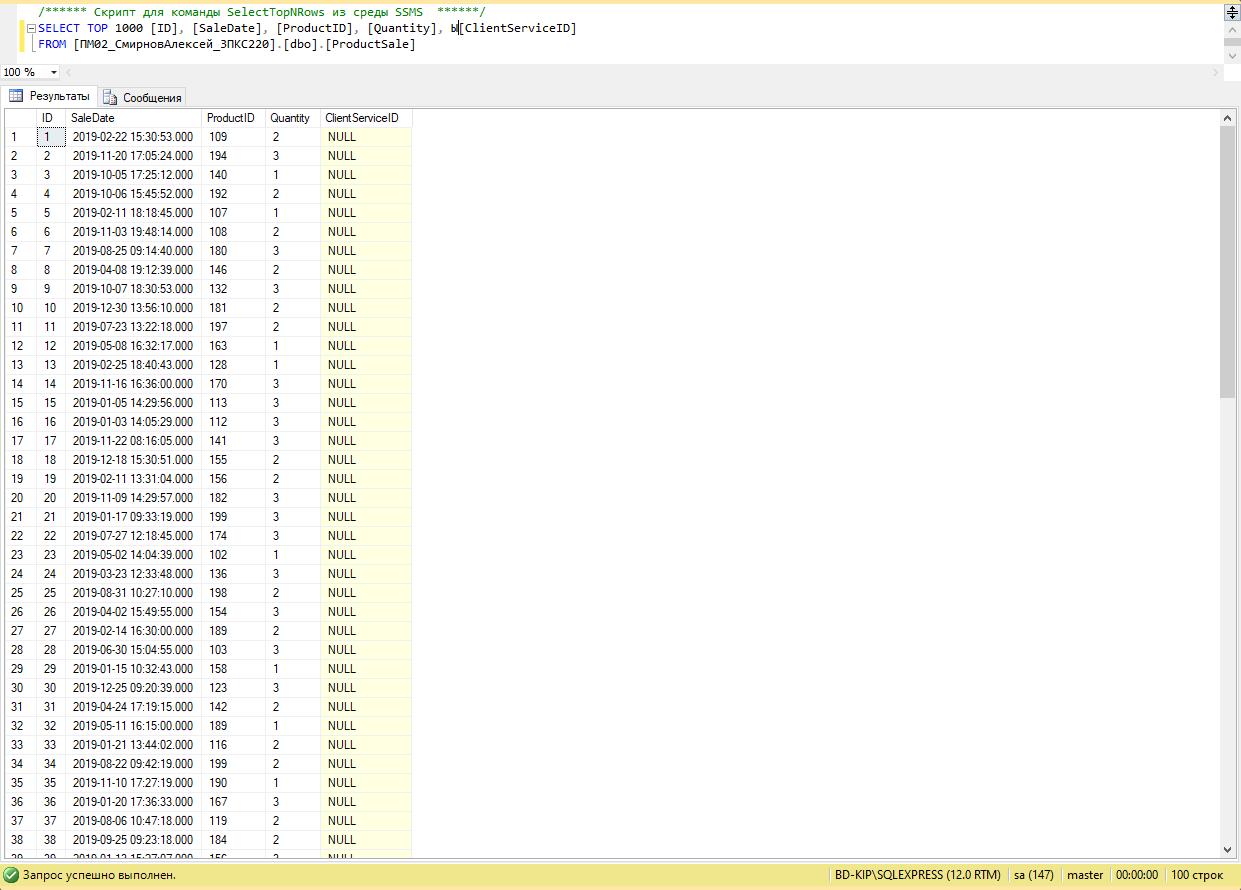 /****** Скрипт для команды SelectTopNRows из среды SSMS ******/
SELECT TOP 1000 [ID], [SaleDate], [ProductID], [Quantity], ы[ClientServiceID]
FROM [ПМ02_СмирновАлексей_3ПКС220].[dbo].[ProductSale]
100 %
Результаты Сообщения
ID SaleDate ProductID Quantity ClientServiceID
1 1 2019-02-22 15:30:53.000 109 2 NULL
2 2 2019-11-20 17:05:24.000 194 3 NULL
3 3 2019-10-05 17:25:12.000 140 1 NULL
4 4 2019-10-06 15:45:52.000 192 2 NULL
5 5 2019-02-11 18:18:45.000 107 1 NULL
6 6 2019-11-03 19:48:14.000 108 2 NULL
7 7 2019-08-25 09:14:40.000 180 3 NULL
8 8 2019-04-08 19:12:39.000 146 2 NULL
9 9 2019-10-07 18:30:53.000 132 3 NULL
10 10 2019-12-30 13:56:10.000 181 2 NULL
11 11 2019-07-23 13:22:18.000 197 2 NULL
12 12 2019-05-08 16:32:17.000 163 1 NULL
13 13 2019-02-25 18:40:43.000 128 1 NULL
14 14 2019-11-16 16:36:00.000 170 3 NULL
15 15 2019-01-05 14:29:56.000 113 3 NULL
16 16 2019-01-03 14:05:29.000 112 3 NULL
17 17 2019-11-22 08:16:05.000 141 3 NULL
18 18 2019-12-18 15:30:51.000 155 2 NULL
19 19 2019-02-11 13:31:04.000 156 2 NULL
20 20 2019-11-09 14:29:57.000 182 3 NULL
21 21 2019-01-17 09:33:19.000 199 3 NULL
22 22 2019-07-27 12:18:45.000 174 3 NULL
23 23 2019-05-02 14:04:39.000 102 1 NULL
24 24 2019-03-23 12:33:48.000 136 3 NULL
25 25 2019-08-31 10:27:10.000 198 2 NULL
26 26 2019-04-02 15:49:55.000 154 3 NULL
27 27 2019-02-14 16:30:00.000 189 2 NULL
28 28 2019-06-30 15:04:55.000 103 3 NULL
29 29 2019-01-15 10:32:43.000 158 1 NULL
30 30 2019-12-25 09:20:39.000 123 3 NULL
31 31 2019-04-24 17:19:15.000 142 2 NULL
32 32 2019-05-11 16:15:00.000 189 1 NULL
33 33 2019-01-21 13:44:02.000 116 2 NULL
34 34 2019-08-22 09:42:19.000 199 2 NULL
35 35 2019-11-10 17:27:19.000 190 1 NULL
36 36 2019-01-20 17:36:33.000 167 3 NULL
37 37 2019-08-06 10:47:18.000 119 2 NULL
38 38 2019-09-25 09:23:18.000 184 2 NULL
Запрос успешно выполнен. BD-KIP\SQLEXPRESS (12.0 RTM) sa (147) master 00:00:00 100 строк